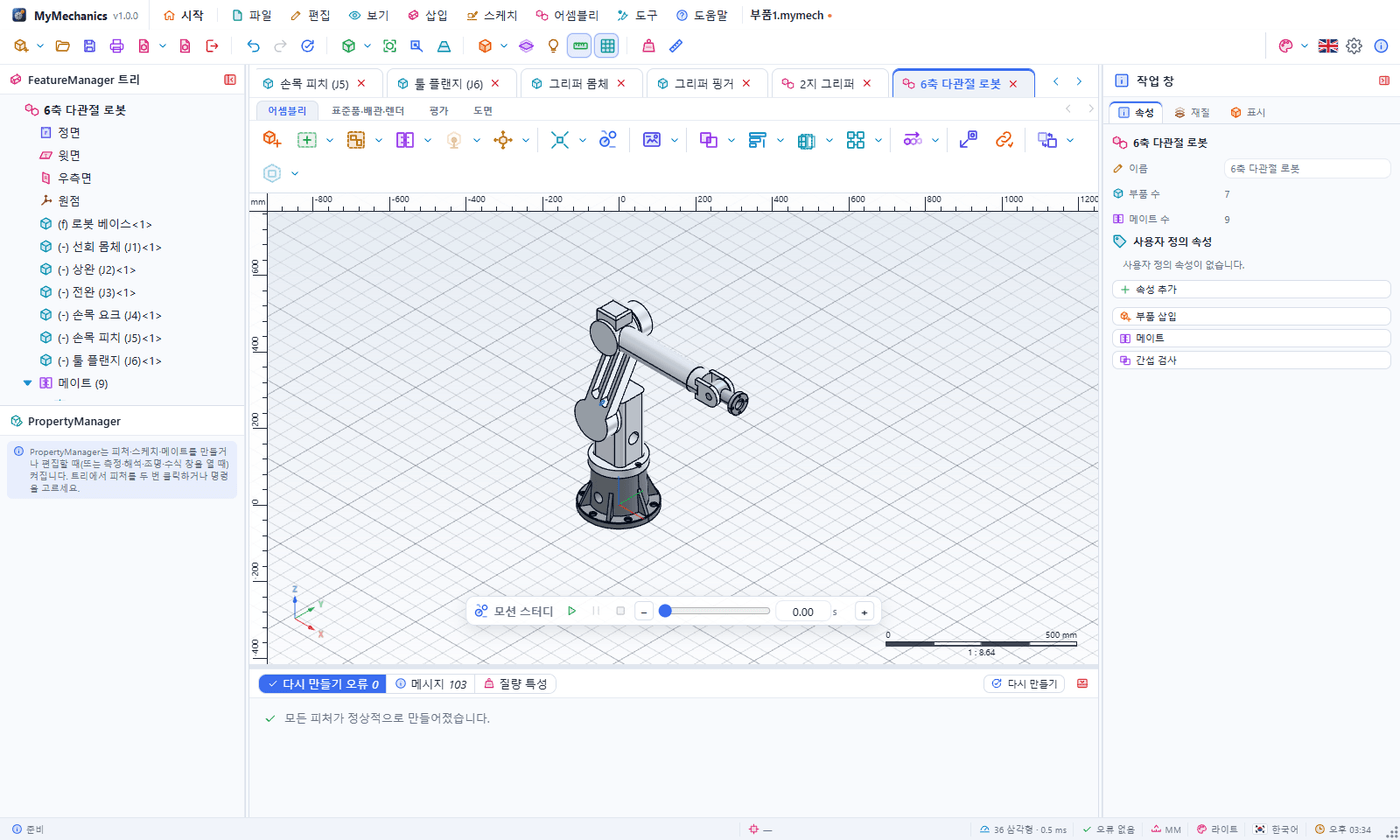 MyMechanics v1.0.0 시작 파일 편집 보기 삽입 스케치 어셈블리 도구 도움말 부품1.mymech
FeatureManager 트리
6축 다관절 로봇
정면
윗면
우측면
원점
(f) 로봇 베이스<1>
(-) 선회 몸체 (J1)<1>
(-) 상완 (J2)<1>
(-) 전완 (J3)<1>
(-) 손목 요크 (J4)<1>
(-) 손목 피치 (J5)<1>
(-) 툴 플랜지 (J6)<1>
메이트 (9)
PropertyManager
PropertyManager는 피처·스케치·메이트를 만들거
나 편집할 때(또는 측정·해석·조명·수식 창을 열 때)
켜집니다. 트리에서 피처를 두 번 클릭하거나 명령
을 고르세요.
손목 피치 (J5) 툴 플랜지 (J6) 그리퍼 몸체 그리퍼 핑거 2지 그리퍼 6축 다관절 로봇
어셈블리 표준품·배관·렌더 평가 도면
mm -800 -600 -400 -200 0 200 400 600 800 1000 1200
600
400
200
0
200
400
Z
Y
X
모션 스터디 0.00 s
0 500 mm
1 : 8.64
다시 만들기 오류 0 메시지 103 질량 특성 다시 만들기
모든 피처가 정상적으로 만들어졌습니다.
작업 창
속성 재질 표시
6축 다관절 로봇
이름 6축 다관절 로봇
부품 수 7
메이트 수 9
사용자 정의 속성
사용자 정의 속성이 없습니다.
속성 추가
부품 삽입
메이트
간섭 검사
준비 — 36 삼각형 · 0.5 ms 오류 없음 MM 라이트 한국어 오후 03:34